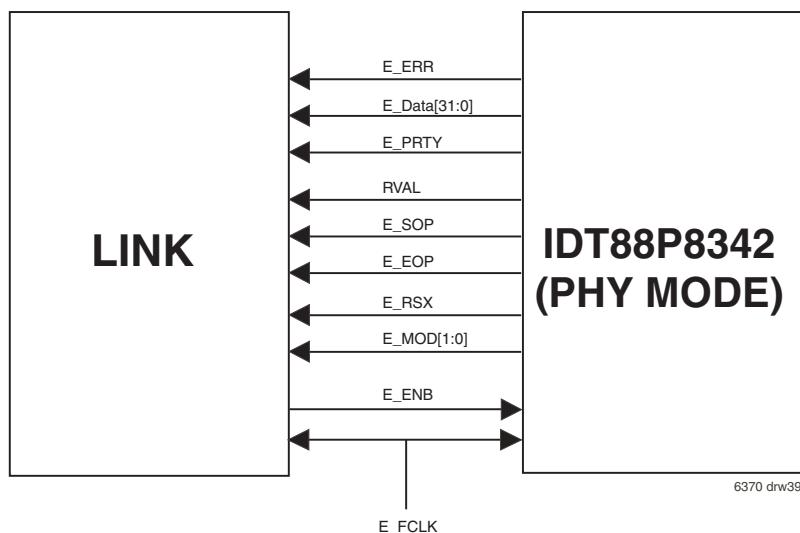 E_ERR
E_Data[31:0]
E_PRTY
RVAL
E_SOP
E_EOP
E_RSX
E_MOD[1:0]
E_ENB
LINK
IDT88P8342
(PHY MODE)
6370 drw39
E_FCLK